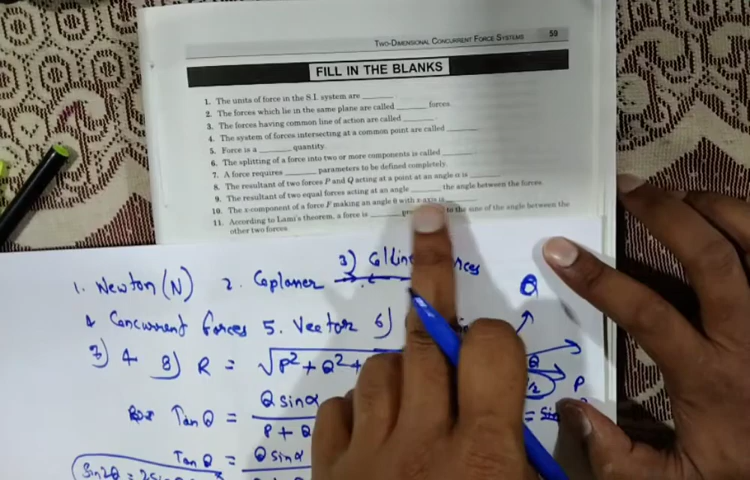 TWO-DIMENSIONAL CONCURRENT FORCE SYSTEMS 59
FILL IN THE BLANKS
1. The units of force in the S.I. system are ________
2. The forces which lie in the same plane are called ________ forces.
3. The forces having common line of action are called ________.
4. The system of forces intersecting at a common point are called ________
5. Force is a ________ quantity.
6. The splitting of a force into two or more components is called ________
7. A force requires ________ parameters to be defined completely.
8. The resultant of two forces P and Q acting at a point at an angle α is ________
9. The resultant of two equal forces acting at an angle ________ the angle between the forces.
10. The x-component of a force F making an angle θ with x-axis is
11. According to Lami's theorem, a force is ________ to the sine of the angle between the
other two forces.
1. Newton (N) 2. Coplaner 3)
4 Concurrent forces 5. Vector 6)
7) 4 8) R = √P² + Q² +
Q
P
Tan θ = Q sin α
P + Q
Tan θ = Q sin α
sin 2θ =